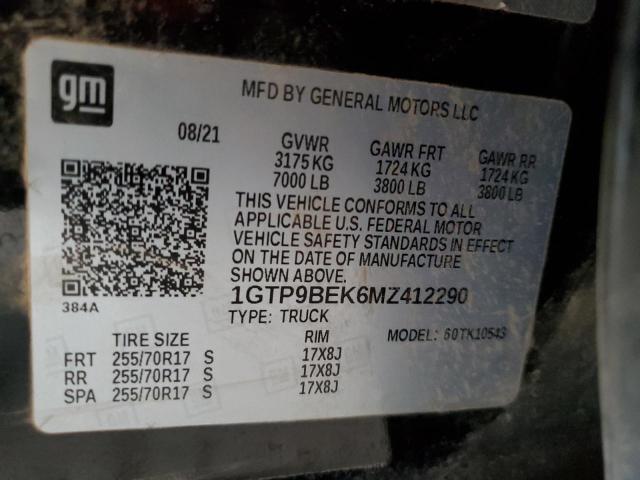 gm
MFD BY GENERAL MOTORS LLC
08/21 GVWR GAWR FRT GAWR RR
3175 KG 1724 KG 1724 KG
7000 LB 3800 LB 3800 LB
THIS VEHICLE CONFORMS TO ALL
APPLICABLE U.S. FEDERAL MOTOR
VEHICLE SAFETY STANDARDS IN EFFECT
ON THE DATE OF MANUFACTURE
SHOWN ABOVE.
384A
1GTP9BEK6MZ412290
TYPE: TRUCK MODEL: 60TK10543
TIRE SIZE RIM
FRT 255/70R17 S 17X8J
RR 255/70R17 S 17X8J
SPA 255/70R17 S 17X8J